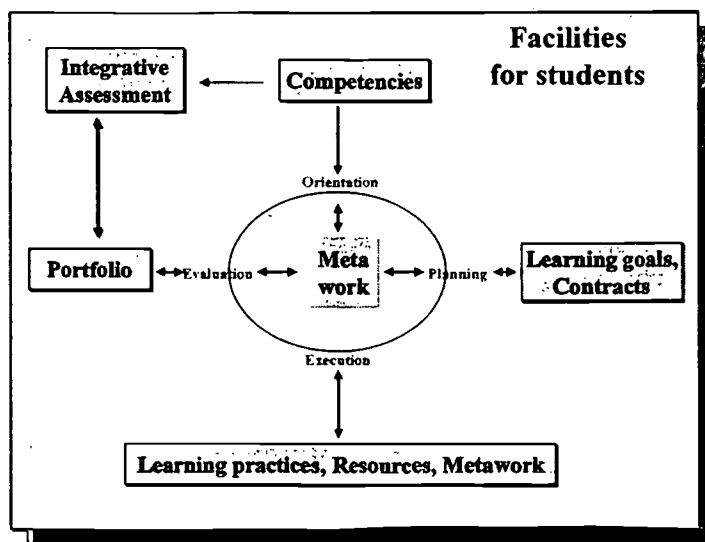 Facilities
for students
Integrative
Assessment
Competencies
Orientation
Portfolio
Evaluation
Meta
work
Planning
Learning goals,
Contracts
Execution
Learning practices, Resources, Metawork